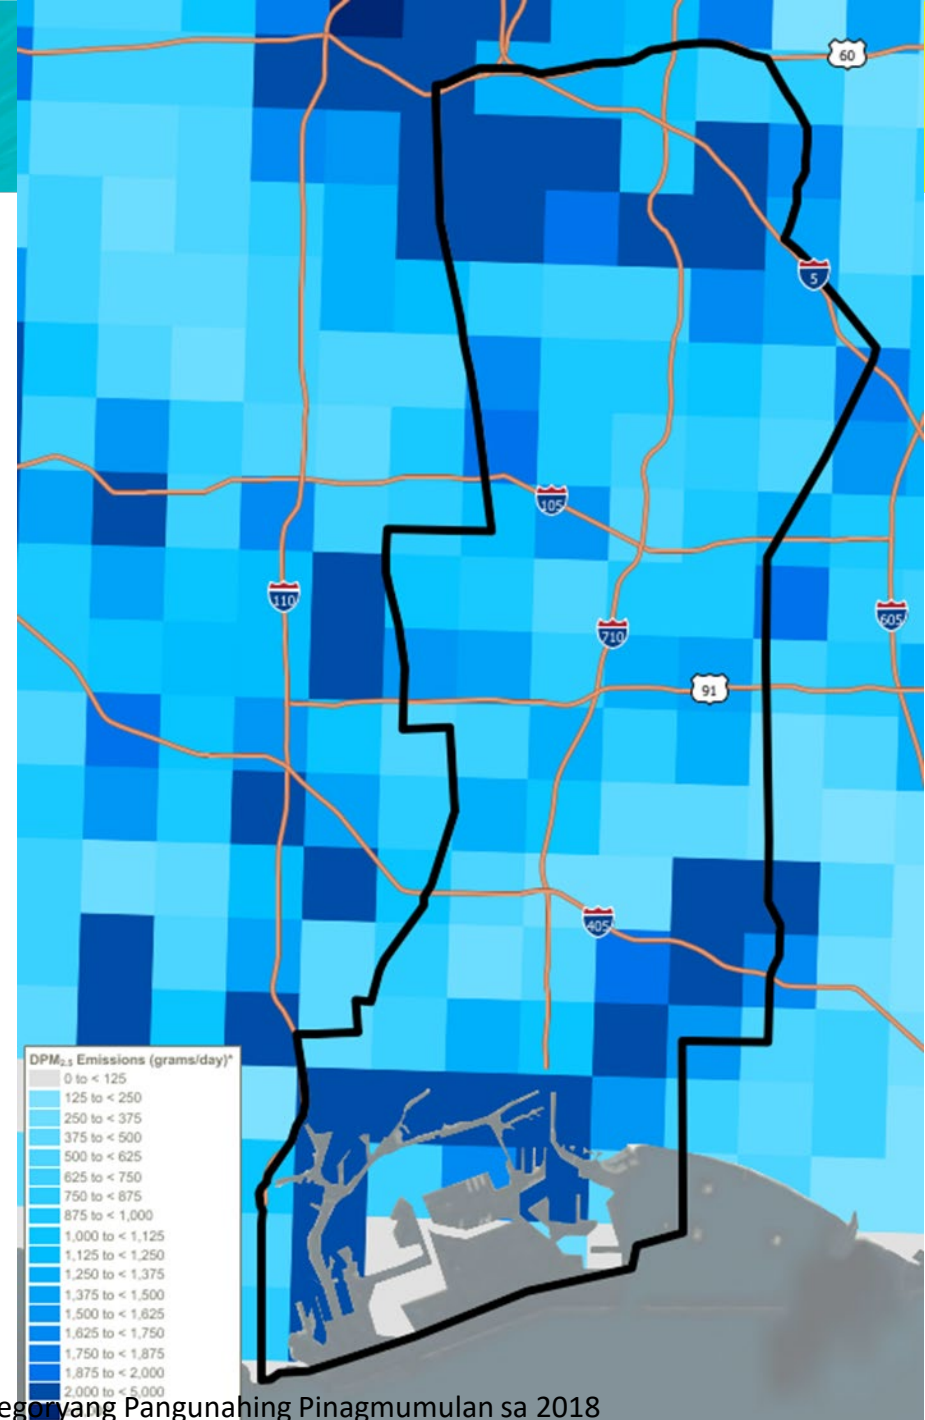 60
5
105
110
710
605
91
405
DPM2.5 Emissions (grams/day)*
0 to < 125
125 to < 250
250 to < 375
375 to < 500
500 to < 625
625 to < 750
750 to < 875
875 to < 1,000
1,000 to < 1,125
1,125 to < 1,250
1,250 to < 1,375
1,375 to < 1,500
1,500 to < 1,625
1,625 to < 1,750
1,750 to < 1,875
1,875 to < 2,000
2,000 to < 5,000
egoryang Pangunahing Pinagmumulan sa 2018